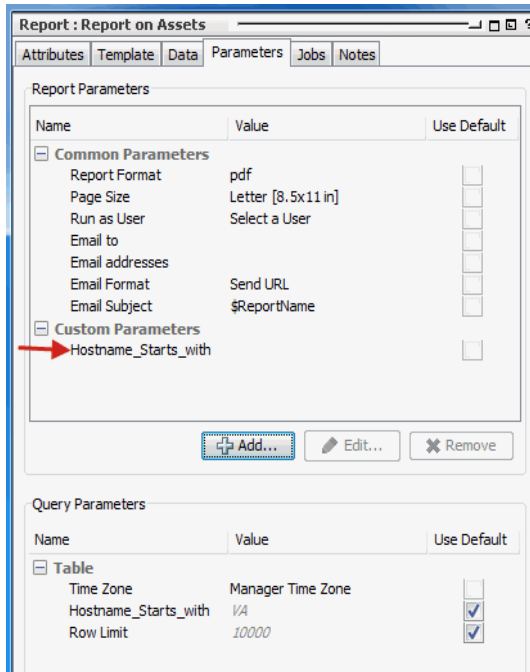 Report : Report on Assets
Attributes Template Data Parameters Jobs Notes
Report Parameters
Name Value Use Default
Common Parameters
Report Format pdf
Page Size Letter [8.5x11 in]
Run as User Select a User
Email to
Email addresses
Email Format Send URL
Email Subject $ReportName
Custom Parameters
Hostname_Starts_with
Add... Edit... Remove
Query Parameters
Name Value Use Default
Table
Time Zone Manager Time Zone
Hostname_Starts_with VA
Row Limit 10000